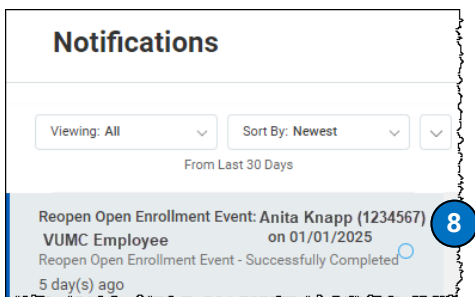 Notifications
Viewing: All
Sort By: Newest
From Last 30 Days
Reopen Open Enrollment Event: Anita Knapp (1234567)
VUMC Employee on 01/01/2025
8
Reopen Open Enrollment Event - Successfully Completed
5 day(s) ago